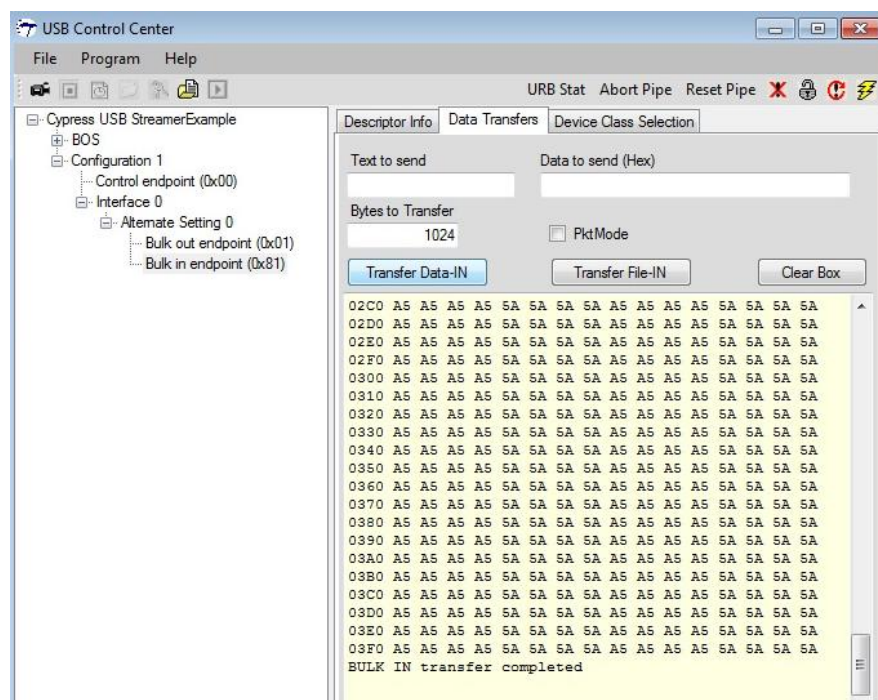 USB Control Center
File Program Help
URB Stat Abort Pipe Reset Pipe
Cypress USB StreamerExample
BOS
Configuration 1
Control endpoint (0x00)
Interface 0
Alternate Setting 0
Bulk out endpoint (0x01)
Bulk in endpoint (0x81)
Descriptor Info Data Transfers Device Class Selection
Text to send Data to send (Hex)
Bytes to Transfer
1024 PktMode
Transfer Data-IN Transfer File-IN Clear Box
02C0 A5 A5 A5 A5 5A 5A 5A 5A A5 A5 A5 A5 5A 5A 5A 5A
02D0 A5 A5 A5 A5 5A 5A 5A 5A A5 A5 A5 A5 5A 5A 5A 5A
02E0 A5 A5 A5 A5 5A 5A 5A 5A A5 A5 A5 A5 5A 5A 5A 5A
02F0 A5 A5 A5 A5 5A 5A 5A 5A A5 A5 A5 A5 5A 5A 5A 5A
0300 A5 A5 A5 A5 5A 5A 5A 5A A5 A5 A5 A5 5A 5A 5A 5A
0310 A5 A5 A5 A5 5A 5A 5A 5A A5 A5 A5 A5 5A 5A 5A 5A
0320 A5 A5 A5 A5 5A 5A 5A 5A A5 A5 A5 A5 5A 5A 5A 5A
0330 A5 A5 A5 A5 5A 5A 5A 5A A5 A5 A5 A5 5A 5A 5A 5A
0340 A5 A5 A5 A5 5A 5A 5A 5A A5 A5 A5 A5 5A 5A 5A 5A
0350 A5 A5 A5 A5 5A 5A 5A 5A A5 A5 A5 A5 5A 5A 5A 5A
0360 A5 A5 A5 A5 5A 5A 5A 5A A5 A5 A5 A5 5A 5A 5A 5A
0370 A5 A5 A5 A5 5A 5A 5A 5A A5 A5 A5 A5 5A 5A 5A 5A
0380 A5 A5 A5 A5 5A 5A 5A 5A A5 A5 A5 A5 5A 5A 5A 5A
0390 A5 A5 A5 A5 5A 5A 5A 5A A5 A5 A5 A5 5A 5A 5A 5A
03A0 A5 A5 A5 A5 5A 5A 5A 5A A5 A5 A5 A5 5A 5A 5A 5A
03B0 A5 A5 A5 A5 5A 5A 5A 5A A5 A5 A5 A5 5A 5A 5A 5A
03C0 A5 A5 A5 A5 5A 5A 5A 5A A5 A5 A5 A5 5A 5A 5A 5A
03D0 A5 A5 A5 A5 5A 5A 5A 5A A5 A5 A5 A5 5A 5A 5A 5A
03E0 A5 A5 A5 A5 5A 5A 5A 5A A5 A5 A5 A5 5A 5A 5A 5A
03F0 A5 A5 A5 A5 5A 5A 5A 5A A5 A5 A5 A5 5A 5A 5A 5A
BULK IN transfer completed